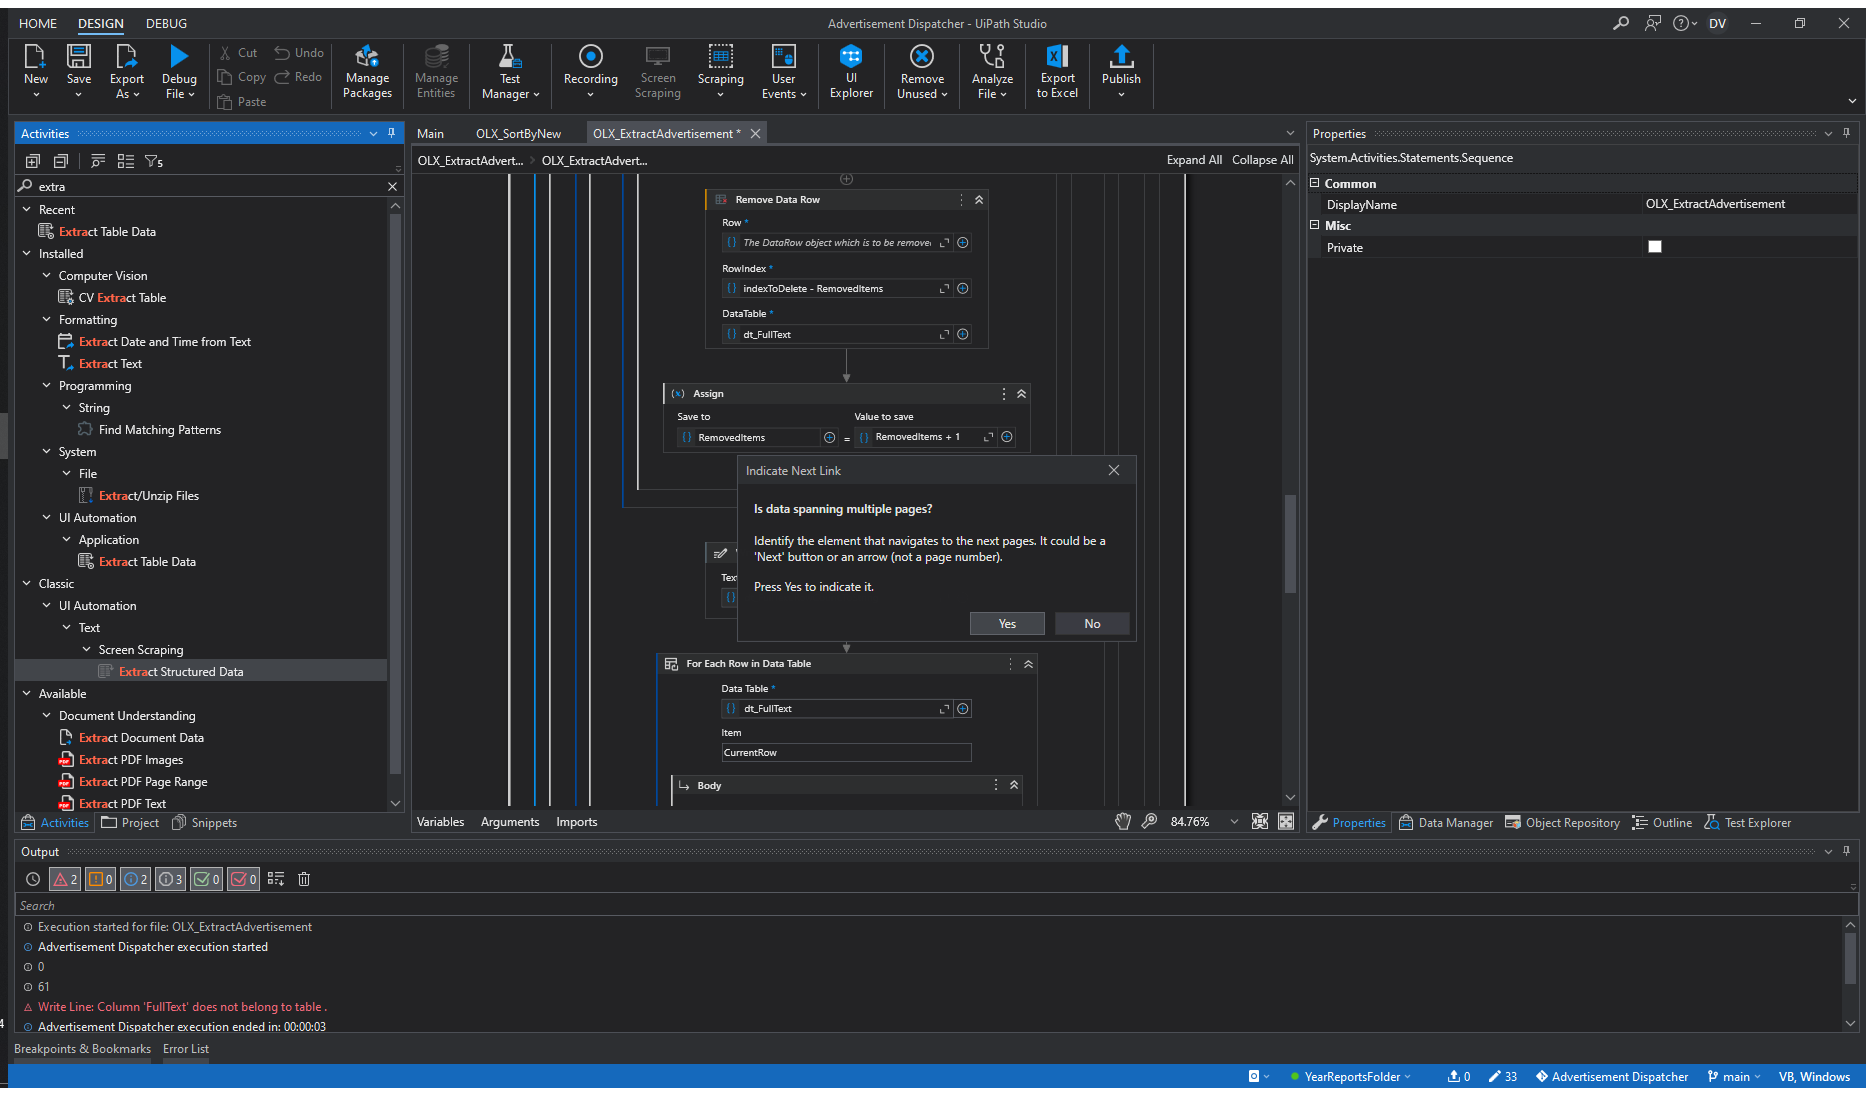 HOME DESIGN DEBUG
Advertisement Dispatcher - UiPath Studio
DV
New
Save
Export As
Debug File
Cut
Copy
Paste
Undo
Redo
Manage Packages
Manage Entities
Test Manager
Recording
Screen Scraping
Scraping
User Events
UI Explorer
Remove Unused
Analyze File
Export to Excel
Publish
Activities
5
extra
Recent
Extract Table Data
Installed
Computer Vision
CV Extract Table
Formatting
Extract Date and Time from Text
Extract Text
Programming
String
Find Matching Patterns
System
File
Extract/Unzip Files
UI Automation
Application
Extract Table Data
Classic
UI Automation
Text
Screen Scraping
Extract Structured Data
Available
Document Understanding
Extract Document Data
Extract PDF Images
Extract PDF Page Range
Extract PDF Text
Activities Project Snippets
Main OLX_SortByNew OLX_ExtractAdvertisement *
OLX_ExtractAdvert... > OLX_ExtractAdvert...
Expand All Collapse All
Remove Data Row
Row *
The DataRow object which is to be remove
RowIndex *
indexToDelete - RemovedItems
DataTable *
dt_FullText
(x) Assign
Save to Value to save
RemovedItems = RemovedItems + 1
Indicate Next Link
Is data spanning multiple pages?
Identify the element that navigates to the next pages. It could be a
'Next' button or an arrow (not a page number).
Press Yes to indicate it.
Yes No
For Each Row in Data Table
Data Table *
dt_FullText
Item
CurrentRow
Body
Variables Arguments Imports
84.76%
Properties
System.Activities.Statements.Sequence
Common
DisplayName OLX_ExtractAdvertisement
Misc
Private
Properties Data Manager Object Repository Outline Test Explorer
Output
2 0 2 3 0 0
Search
Execution started for file: OLX_ExtractAdvertisement
Advertisement Dispatcher execution started
0
61
Write Line: Column 'FullText' does not belong to table .
Advertisement Dispatcher execution ended in: 00:00:03
Breakpoints & Bookmarks Error List
YearReportsFolder 0 33 Advertisement Dispatcher main VB, Windows